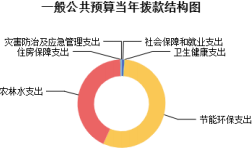 一般公共预算当年拨款结构图
灾害防治及应急管理支出
社会保障和就业支出
住房保障支出
卫生健康支出
农林水支出
节能环保支出